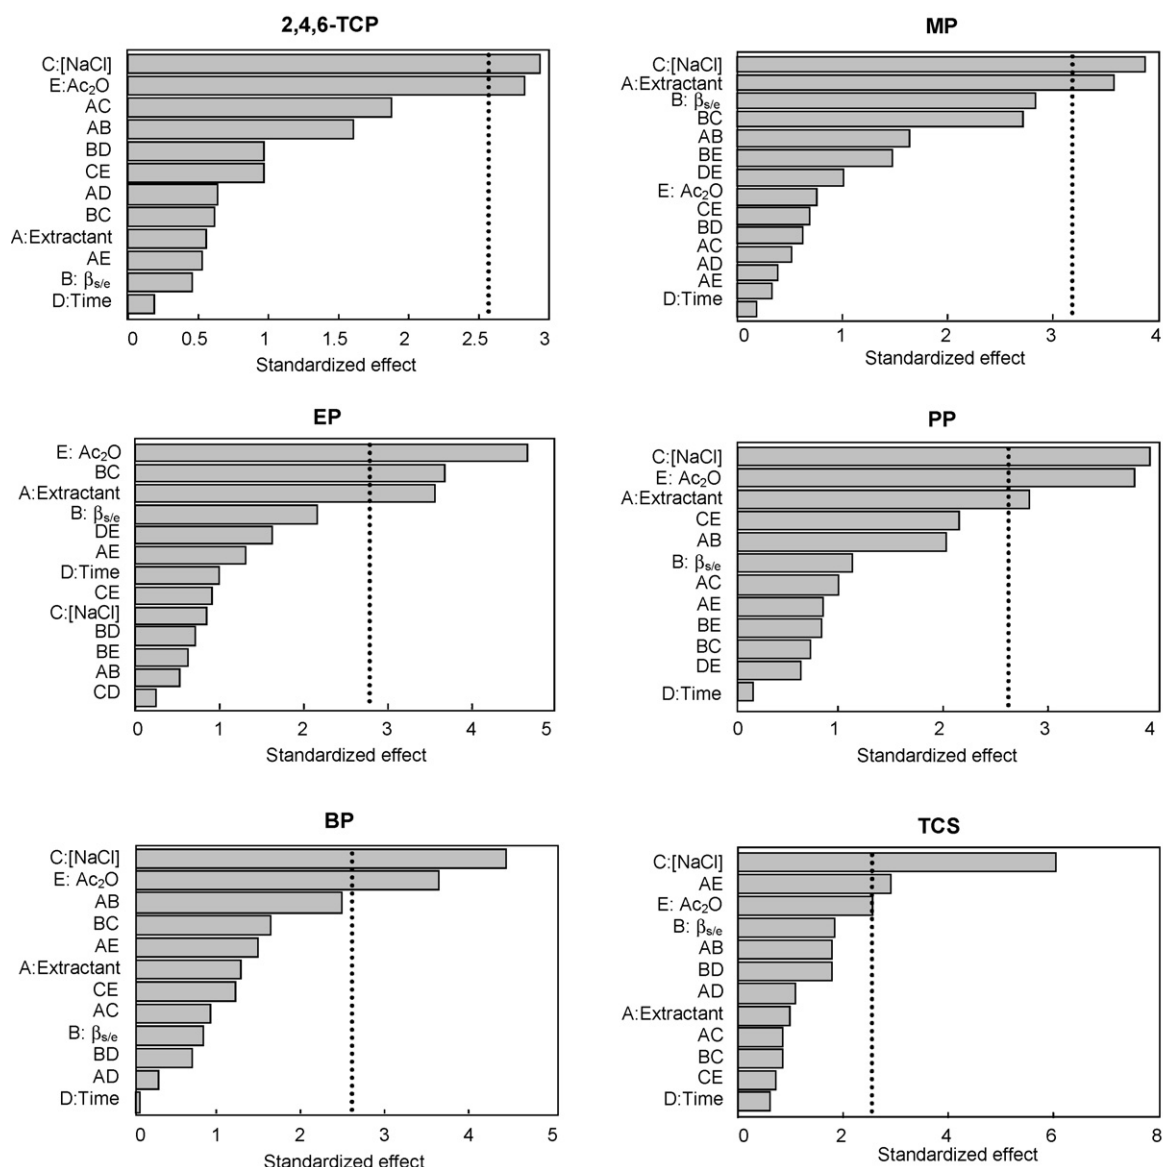 2,4,6-TCP
C:[NaCl]
E:Ac₂O
AC
AB
BD
CE
AD
BC
A:Extractant
AE
B: βs/e
D:Time
0 0.5 1 1.5 2 2.5 3
Standardized effect
MP
C:[NaCl]
A:Extractant
B: βs/e
BC
AB
BE
DE
E: Ac₂O
CE
BD
AC
AD
AE
D:Time
0 1 2 3 4
Standardized effect
EP
E: Ac₂O
BC
A:Extractant
B: βs/e
DE
AE
D:Time
CE
C:[NaCl]
BD
BE
AB
CD
0 1 2 3 4 5
Standardized effect
PP
C:[NaCl]
E: Ac₂O
A:Extractant
CE
AB
B: βs/e
AC
AE
BE
BC
DE
D:Time
0 1 2 3 4
Standardized effect
BP
C:[NaCl]
E: Ac₂O
AB
BC
AE
A:Extractant
CE
AC
B: βs/e
BD
AD
D:Time
0 1 2 3 4 5
Standardized effect
TCS
C:[NaCl]
AE
E: Ac₂O
B: βs/e
AB
BD
AD
A:Extractant
AC
BC
CE
D:Time
0 2 4 6 8
Standardized effect